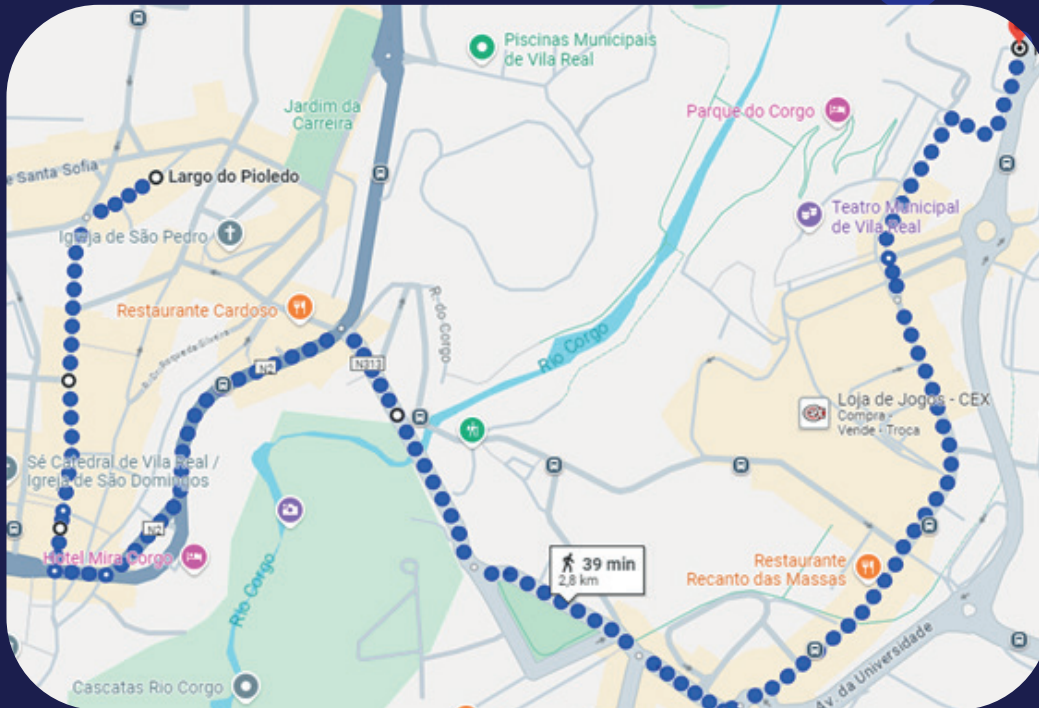 Piscinas Municipais
de Vila Real
Jardim da
Carreira
Parque do Corgo
e Santa Sofia
Largo do Pioledo
Teatro Municipal
de Vila Real
Igreja de São Pedro
Restaurante Cardoso
R. do Corgo
Rio Corgo
N2
N313
Loja de Jogos - CEX
Compra -
Vende - Troca
Sé Catedral de Vila Real /
Igreja de São Domingos
N2
Hotel Mira Corgo
39 min
2,8 km
Restaurante
Recanto das Massas
Rio Corgo
Av. da Universidade
Cascatas Rio Corgo